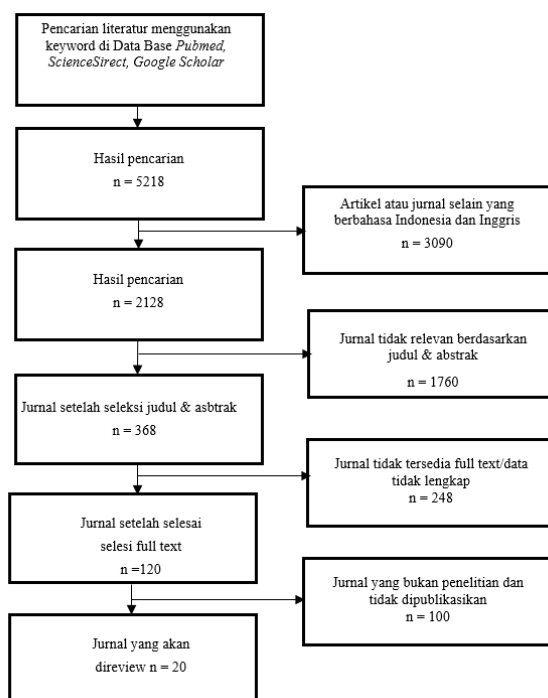 Pencarian literatur menggunakan
keyword di Data Base Pubmed,
ScienceSirect, Google Scholar
Hasil pencarian
n = 5218
Artikel atau jurnal selain yang
berbahasa Indonesia dan Inggris
n = 3090
Hasil pencarian
n = 2128
Jurnal tidak relevan berdasarkan
judul & abstrak
n = 1760
Jurnal setelah seleksi judul & asbtrak
n = 368
Jurnal tidak tersedia full text/data
tidak lengkap
n = 248
Jurnal setelah selesai
selesi full text
n =120
Jurnal yang bukan penelitian dan
tidak dipublikasikan
n = 100
Jurnal yang akan
direview n = 20